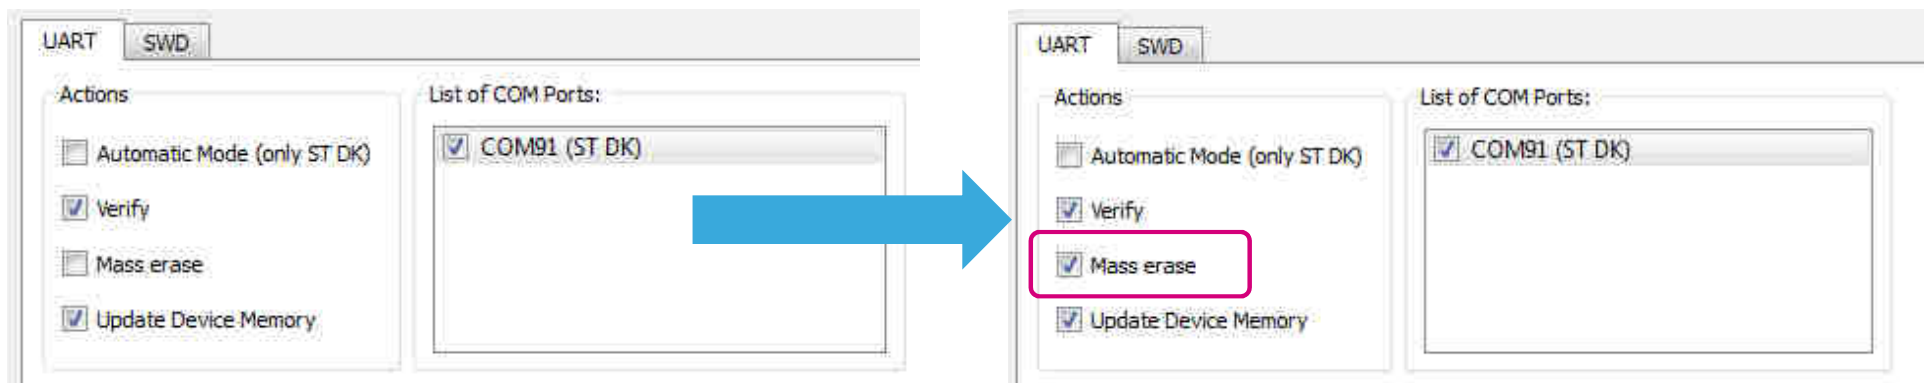 UART SWD
Actions
Automatic Mode (only ST DK)
Verify
Mass erase
Update Device Memory
List of COM Ports:
COM91 (ST DK)
UART SWD
Actions
Automatic Mode (only ST DK)
Verify
Mass erase
Update Device Memory
List of COM Ports:
COM91 (ST DK)